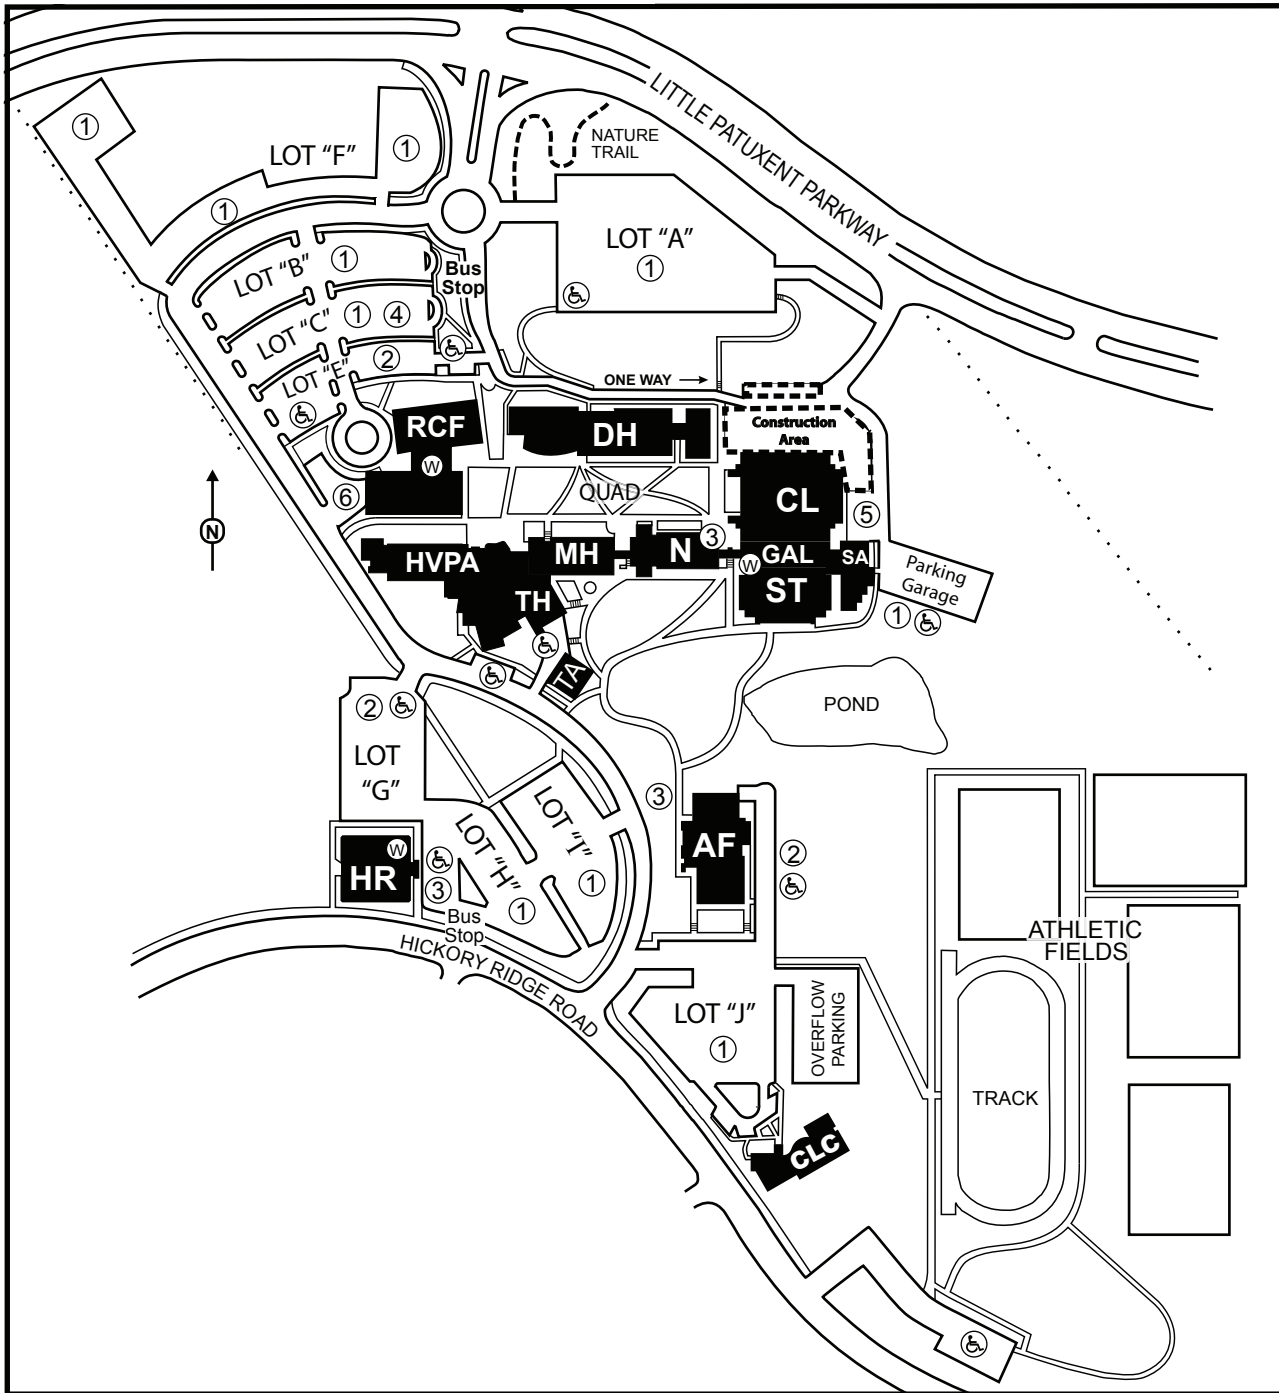 LITTLE PATUXENT PARKWAY
NATURE
TRAIL
1
LOT "F"
1
1
LOT "A"
1
LOT "B"
1
Bus
Stop
LOT "C"
1
4
LOT "E"
2
ONE WAY
RCF
W
DH
Construction
Area
QUAD
CL
6
5
N
HVPA
MH
N
3
GAL
SA
W
ST
TH
Parking
Garage
1
TA
2
POND
LOT
"G"
LOT "I"
1
LOT "H"
1
3
AF
2
W
HR
3
Bus
Stop
HICKORY RIDGE ROAD
ATHLETIC
FIELDS
LOT "J"
1
OVERFLOW
PARKING
TRACK
CLC